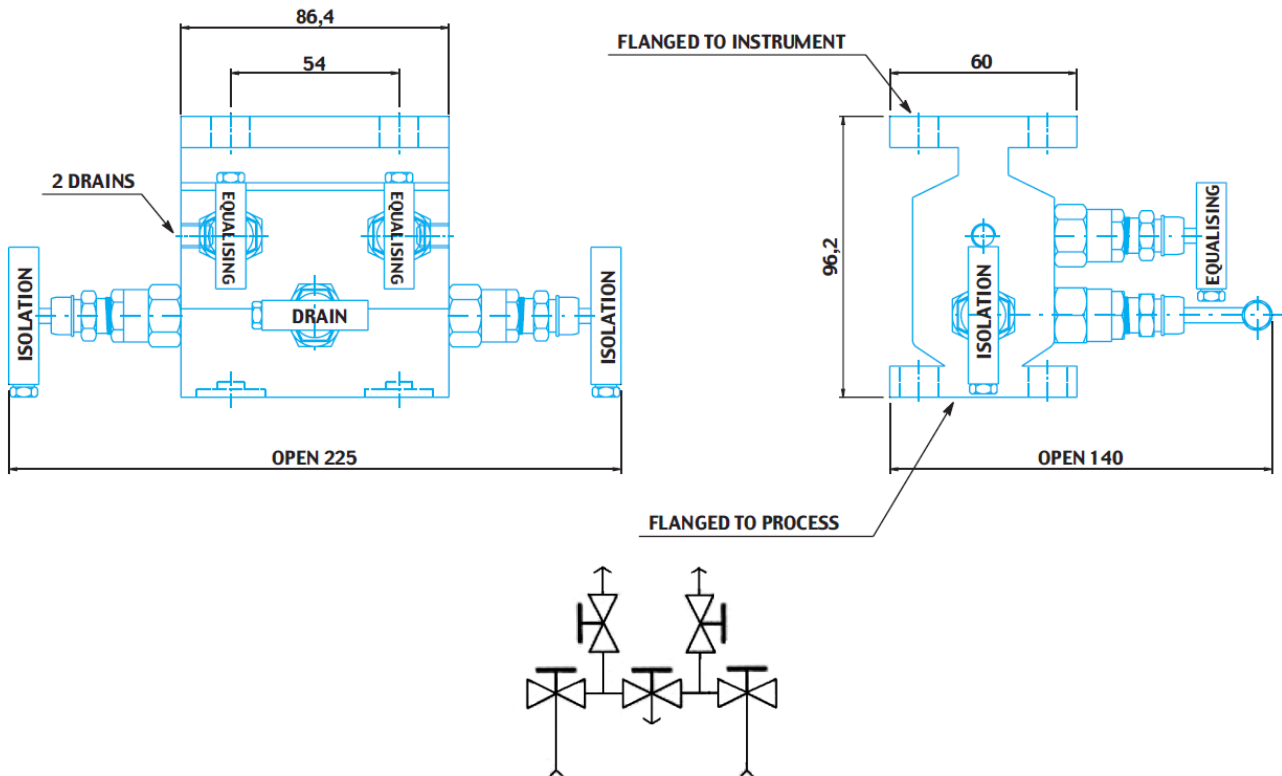 86,4
54
2 DRAINS
EQUALISING
EQUALISING
ISOLATION
DRAIN
ISOLATION
OPEN 225
FLANGED TO INSTRUMENT
60
96,2
EQUALISING
ISOLATION
OPEN 140
FLANGED TO PROCESS